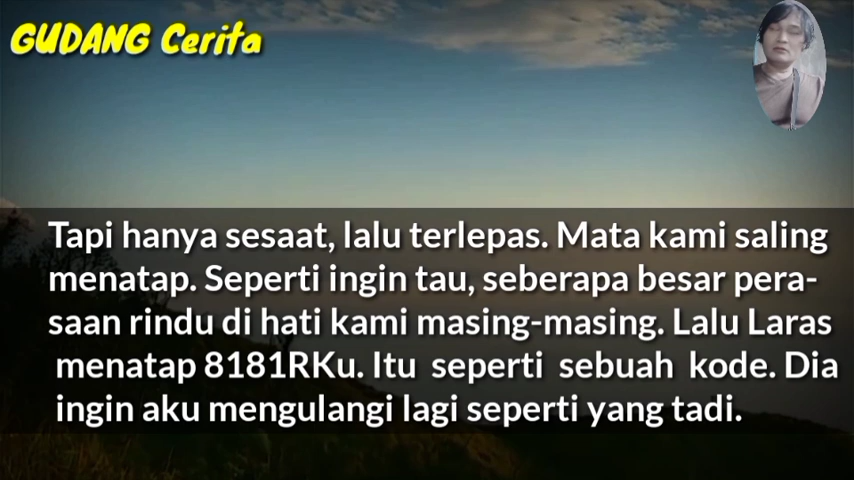 GUDANG Cerita
Tapi hanya sesaat, lalu terlepas. Mata kami saling
menatap. Seperti ingin tau, seberapa besar pera-
saan rindu di hati kami masing-masing. Lalu Laras
menatap 8181RKu. Itu seperti sebuah kode. Dia
ingin aku mengulangi lagi seperti yang tadi.